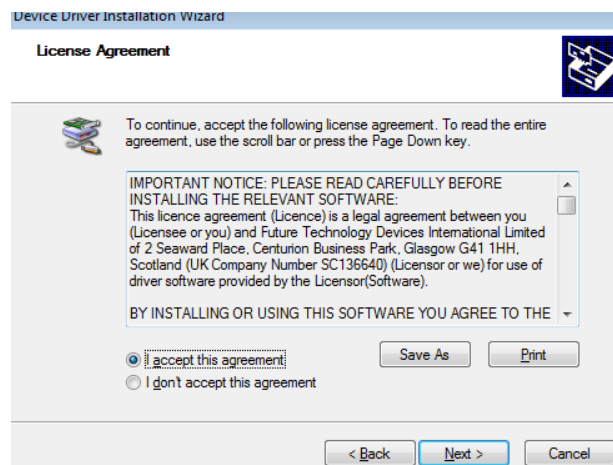 Device Driver Installation Wizard
License Agreement
To continue, accept the following license agreement. To read the entire
agreement, use the scroll bar or press the Page Down key.
IMPORTANT NOTICE: PLEASE READ CAREFULLY BEFORE
INSTALLING THE RELEVANT SOFTWARE:
This licence agreement (Licence) is a legal agreement between you
(Licensee or you) and Future Technology Devices International Limited
of 2 Seaward Place, Centurion Business Park, Glasgow G41 1HH,
Scotland (UK Company Number SC136640) (Licensor or we) for use of
driver software provided by the Licensor(Software).
BY INSTALLING OR USING THIS SOFTWARE YOU AGREE TO THE
I accept this agreement
Save As
Print
I don't accept this agreement
< Back
Next >
Cancel